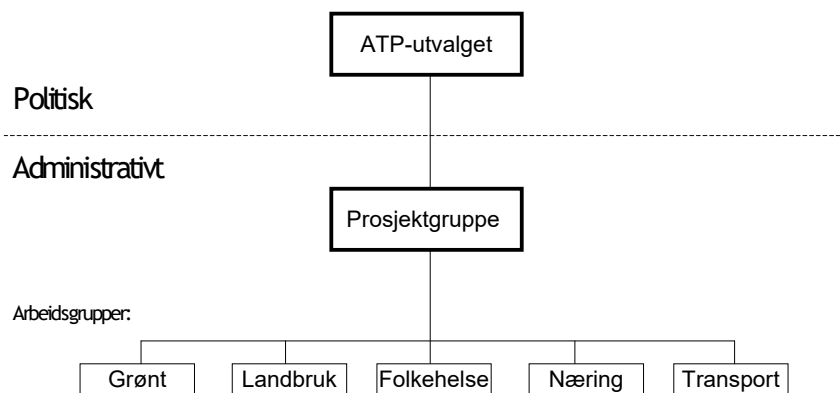 ATP-utvalget
Politisk
Administrativt
Prosjektgruppe
Arbeidsgrupper:
Grønt Landbruk Folkehelse Næring Transport